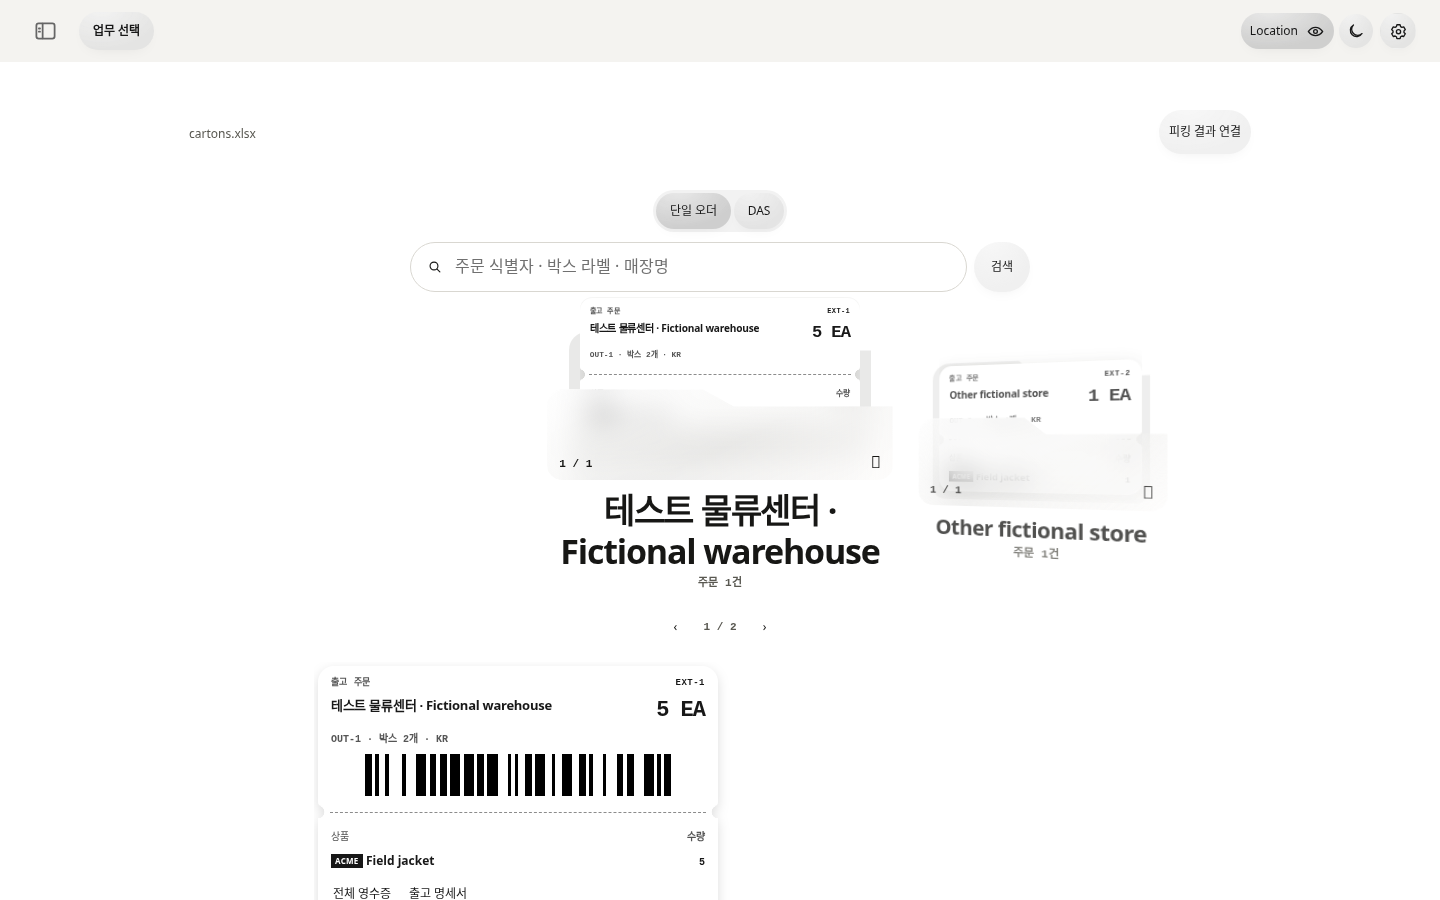 업무 선택
Location
cartons.xlsx
피킹 결과 연결
단일 오더
DAS
주문 식별자 · 박스 라벨 · 매장명
검색
출고 주문
EXT-1
테스트 물류센터 · Fictional warehouse
5 EA
OUT-1 · 박스 2개 · KR
수량
1 / 1
테스트 물류센터 ·
Fictional warehouse
주문 1건
출고 주문
EXT-2
Other fictional store
1 EA
KR
ACME Field jacket
1 / 1
Other fictional store
주문 1건
‹ 1 / 2 ›
출고 주문
EXT-1
테스트 물류센터 · Fictional warehouse
5 EA
OUT-1 · 박스 2개 · KR
상품
수량
ACME Field jacket
5
전체 영수증
출고 명세서